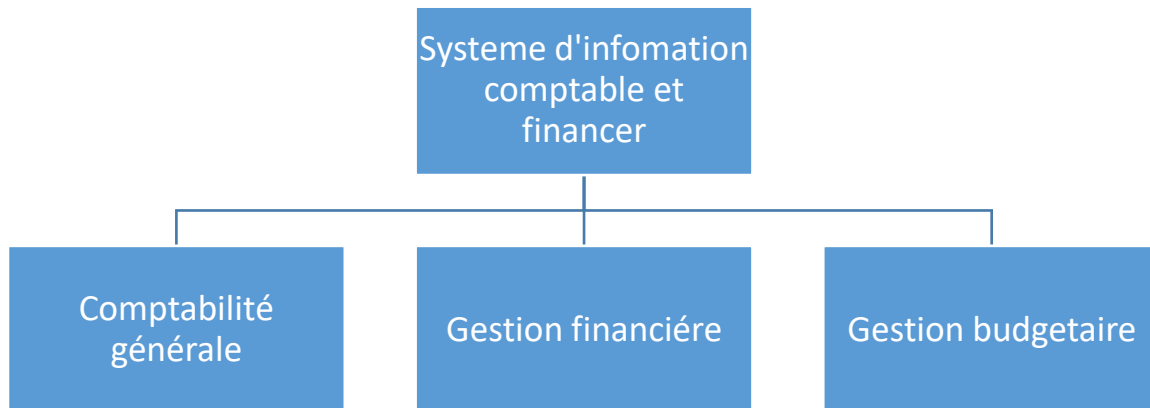 Systeme d'infomation
comptable et
financer
Comptabilité
générale
Gestion financiére
Gestion budgetaire